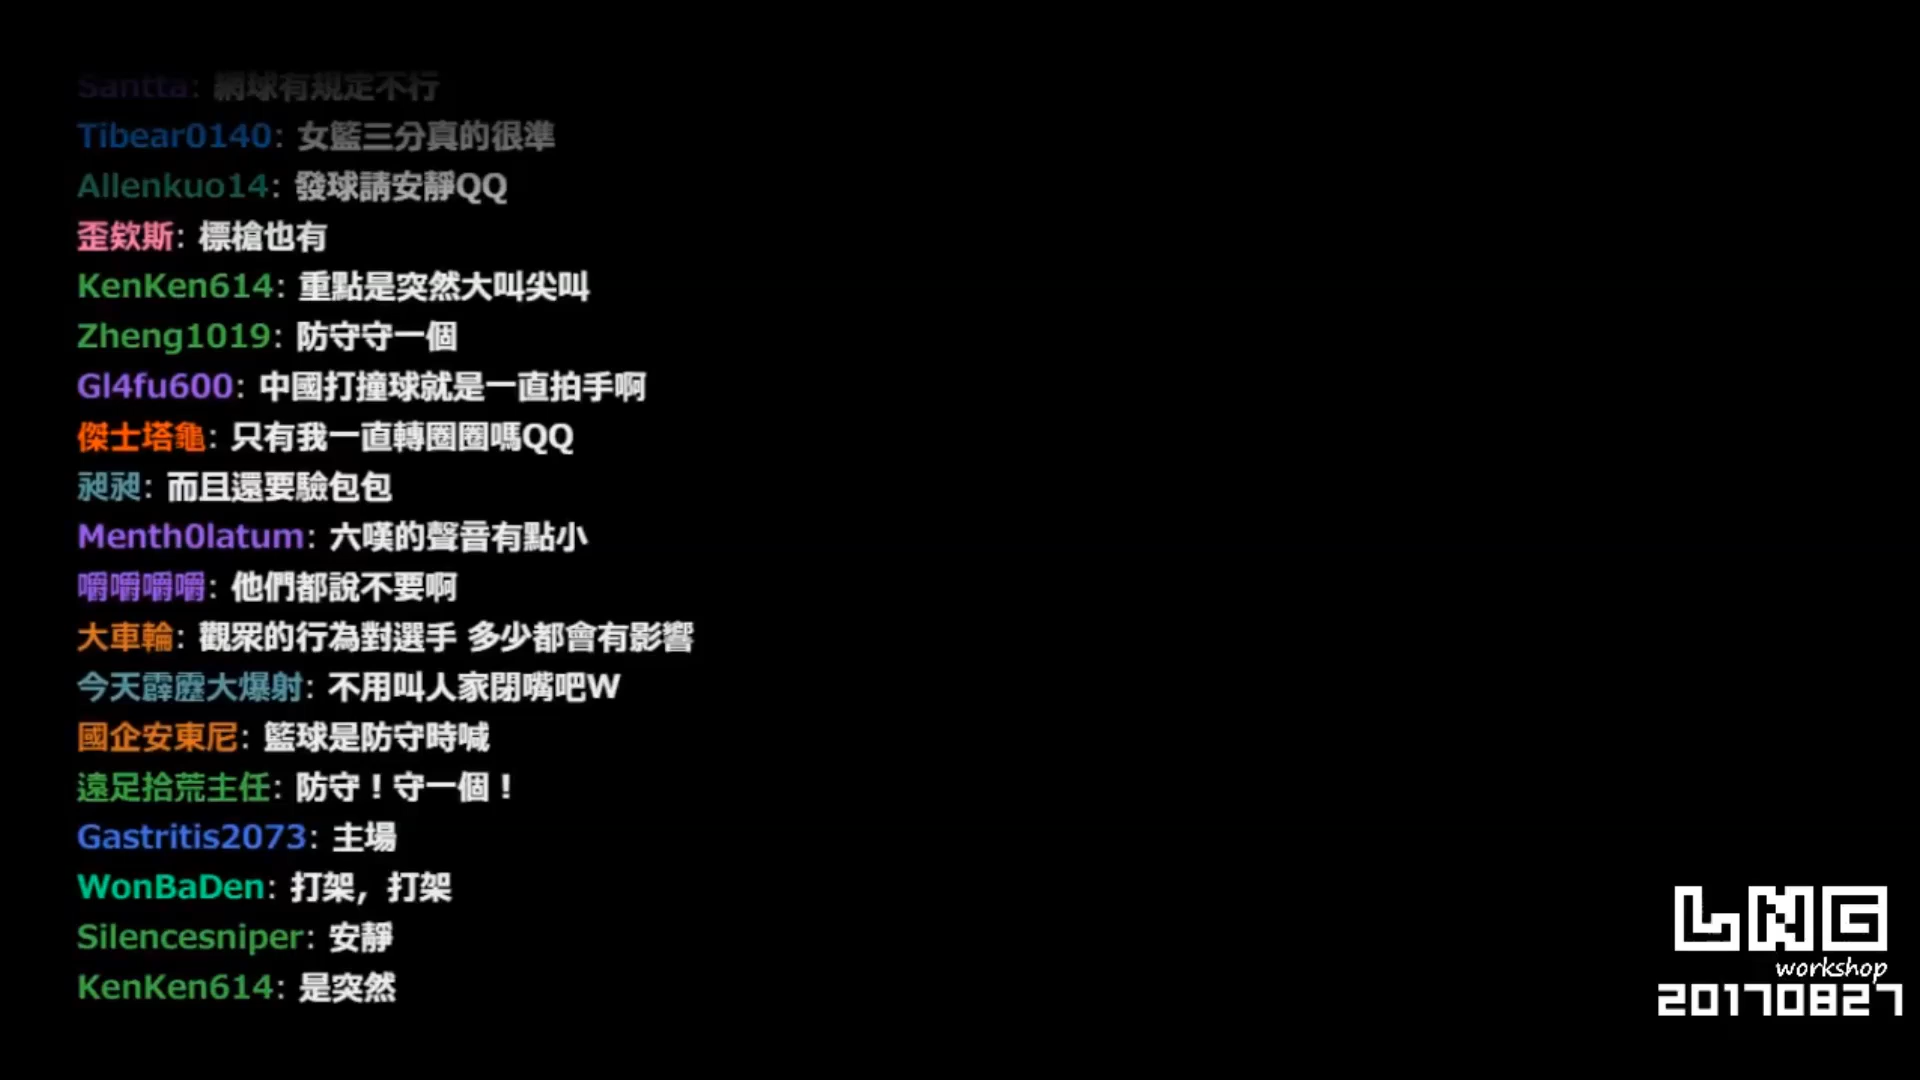 Santta: 網球有規定不行
Tibear0140: 女籃三分真的很準
Allenkuo14: 發球請安靜QQ
歪欸斯: 標槍也有
KenKen614: 重點是突然大叫尖叫
Zheng1019: 防守守一個
Gl4fu600: 中國打撞球就是一直拍手啊
傑士塔龜: 只有我一直轉圈圈嗎QQ
昶昶: 而且還要驗包包
Menth0latum: 六嘆的聲音有點小
嚼嚼嚼嚼: 他們都說不要啊
大車輪: 觀眾的行為對選手 多少都會有影響
今天霹靂大爆射: 不用叫人家閉嘴吧W
國企安東尼: 籃球是防守時喊
遠足拾荒主任: 防守！守一個！
Gastritis2073: 主場
WonBaDen: 打架，打架
Silencesniper: 安靜
KenKen614: 是突然
LNG
workshop
20170827